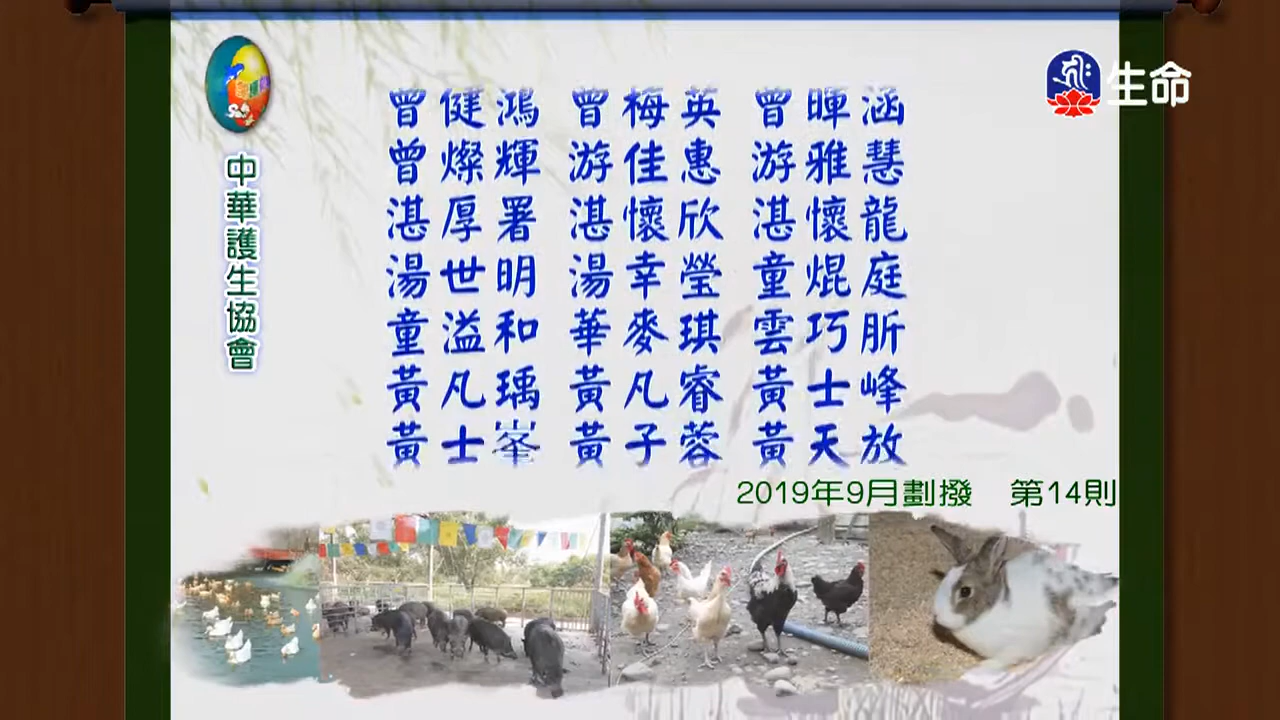 生命
中華護生協會
曾健鴻 曾梅英 曾暉涵
曾燦輝 游佳惠 游雅慧
湛厚署 湛懷欣 湛懷龍
湯世明 湯幸瑩 童焜庭
童溢和 華麥琪 雲巧肵
黃凡瑀 黃凡睿 黃士峰
黃士峯 黃子蓉 黃天放
2019年9月劃撥 第14則